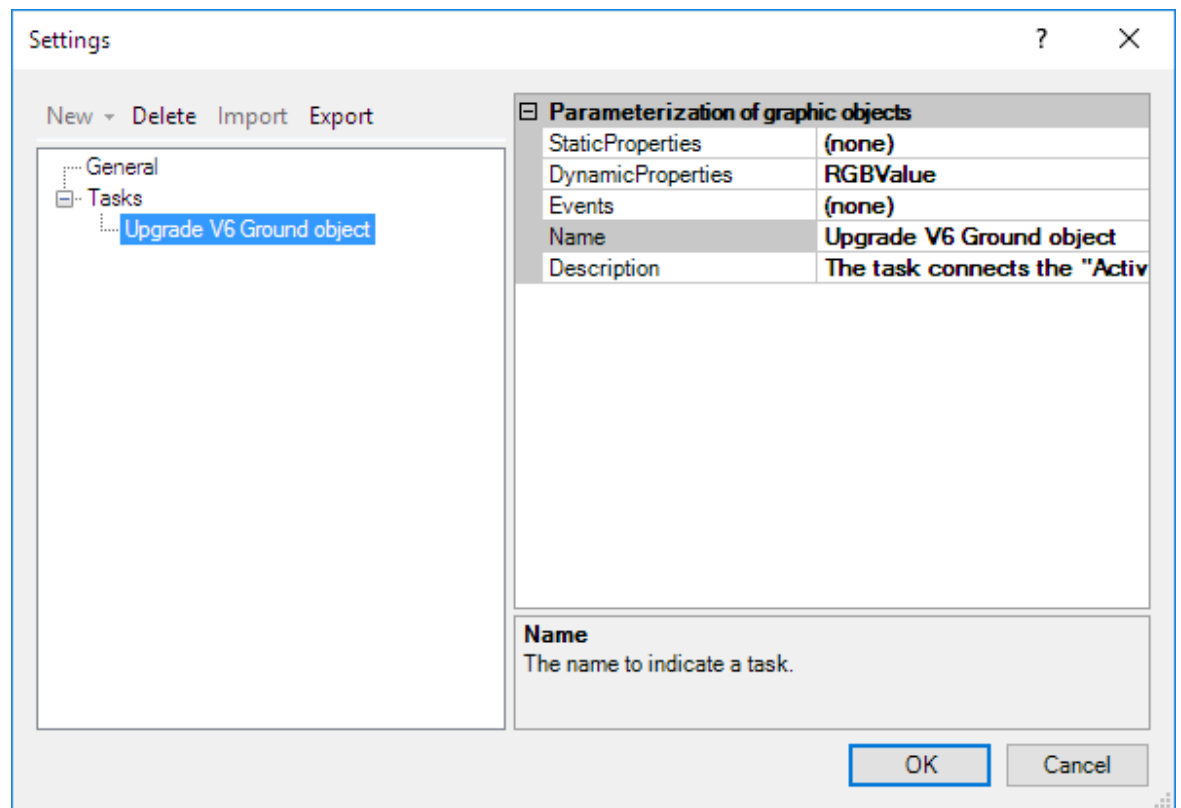 Settings
?
New Delete Import Export
General
Tasks
Upgrade V6 Ground object
Parameterization of graphic objects
StaticProperties (none)
DynamicProperties RGBValue
Events (none)
Name Upgrade V6 Ground object
Description The task connects the "Activ
Name
The name to indicate a task.
OK Cancel